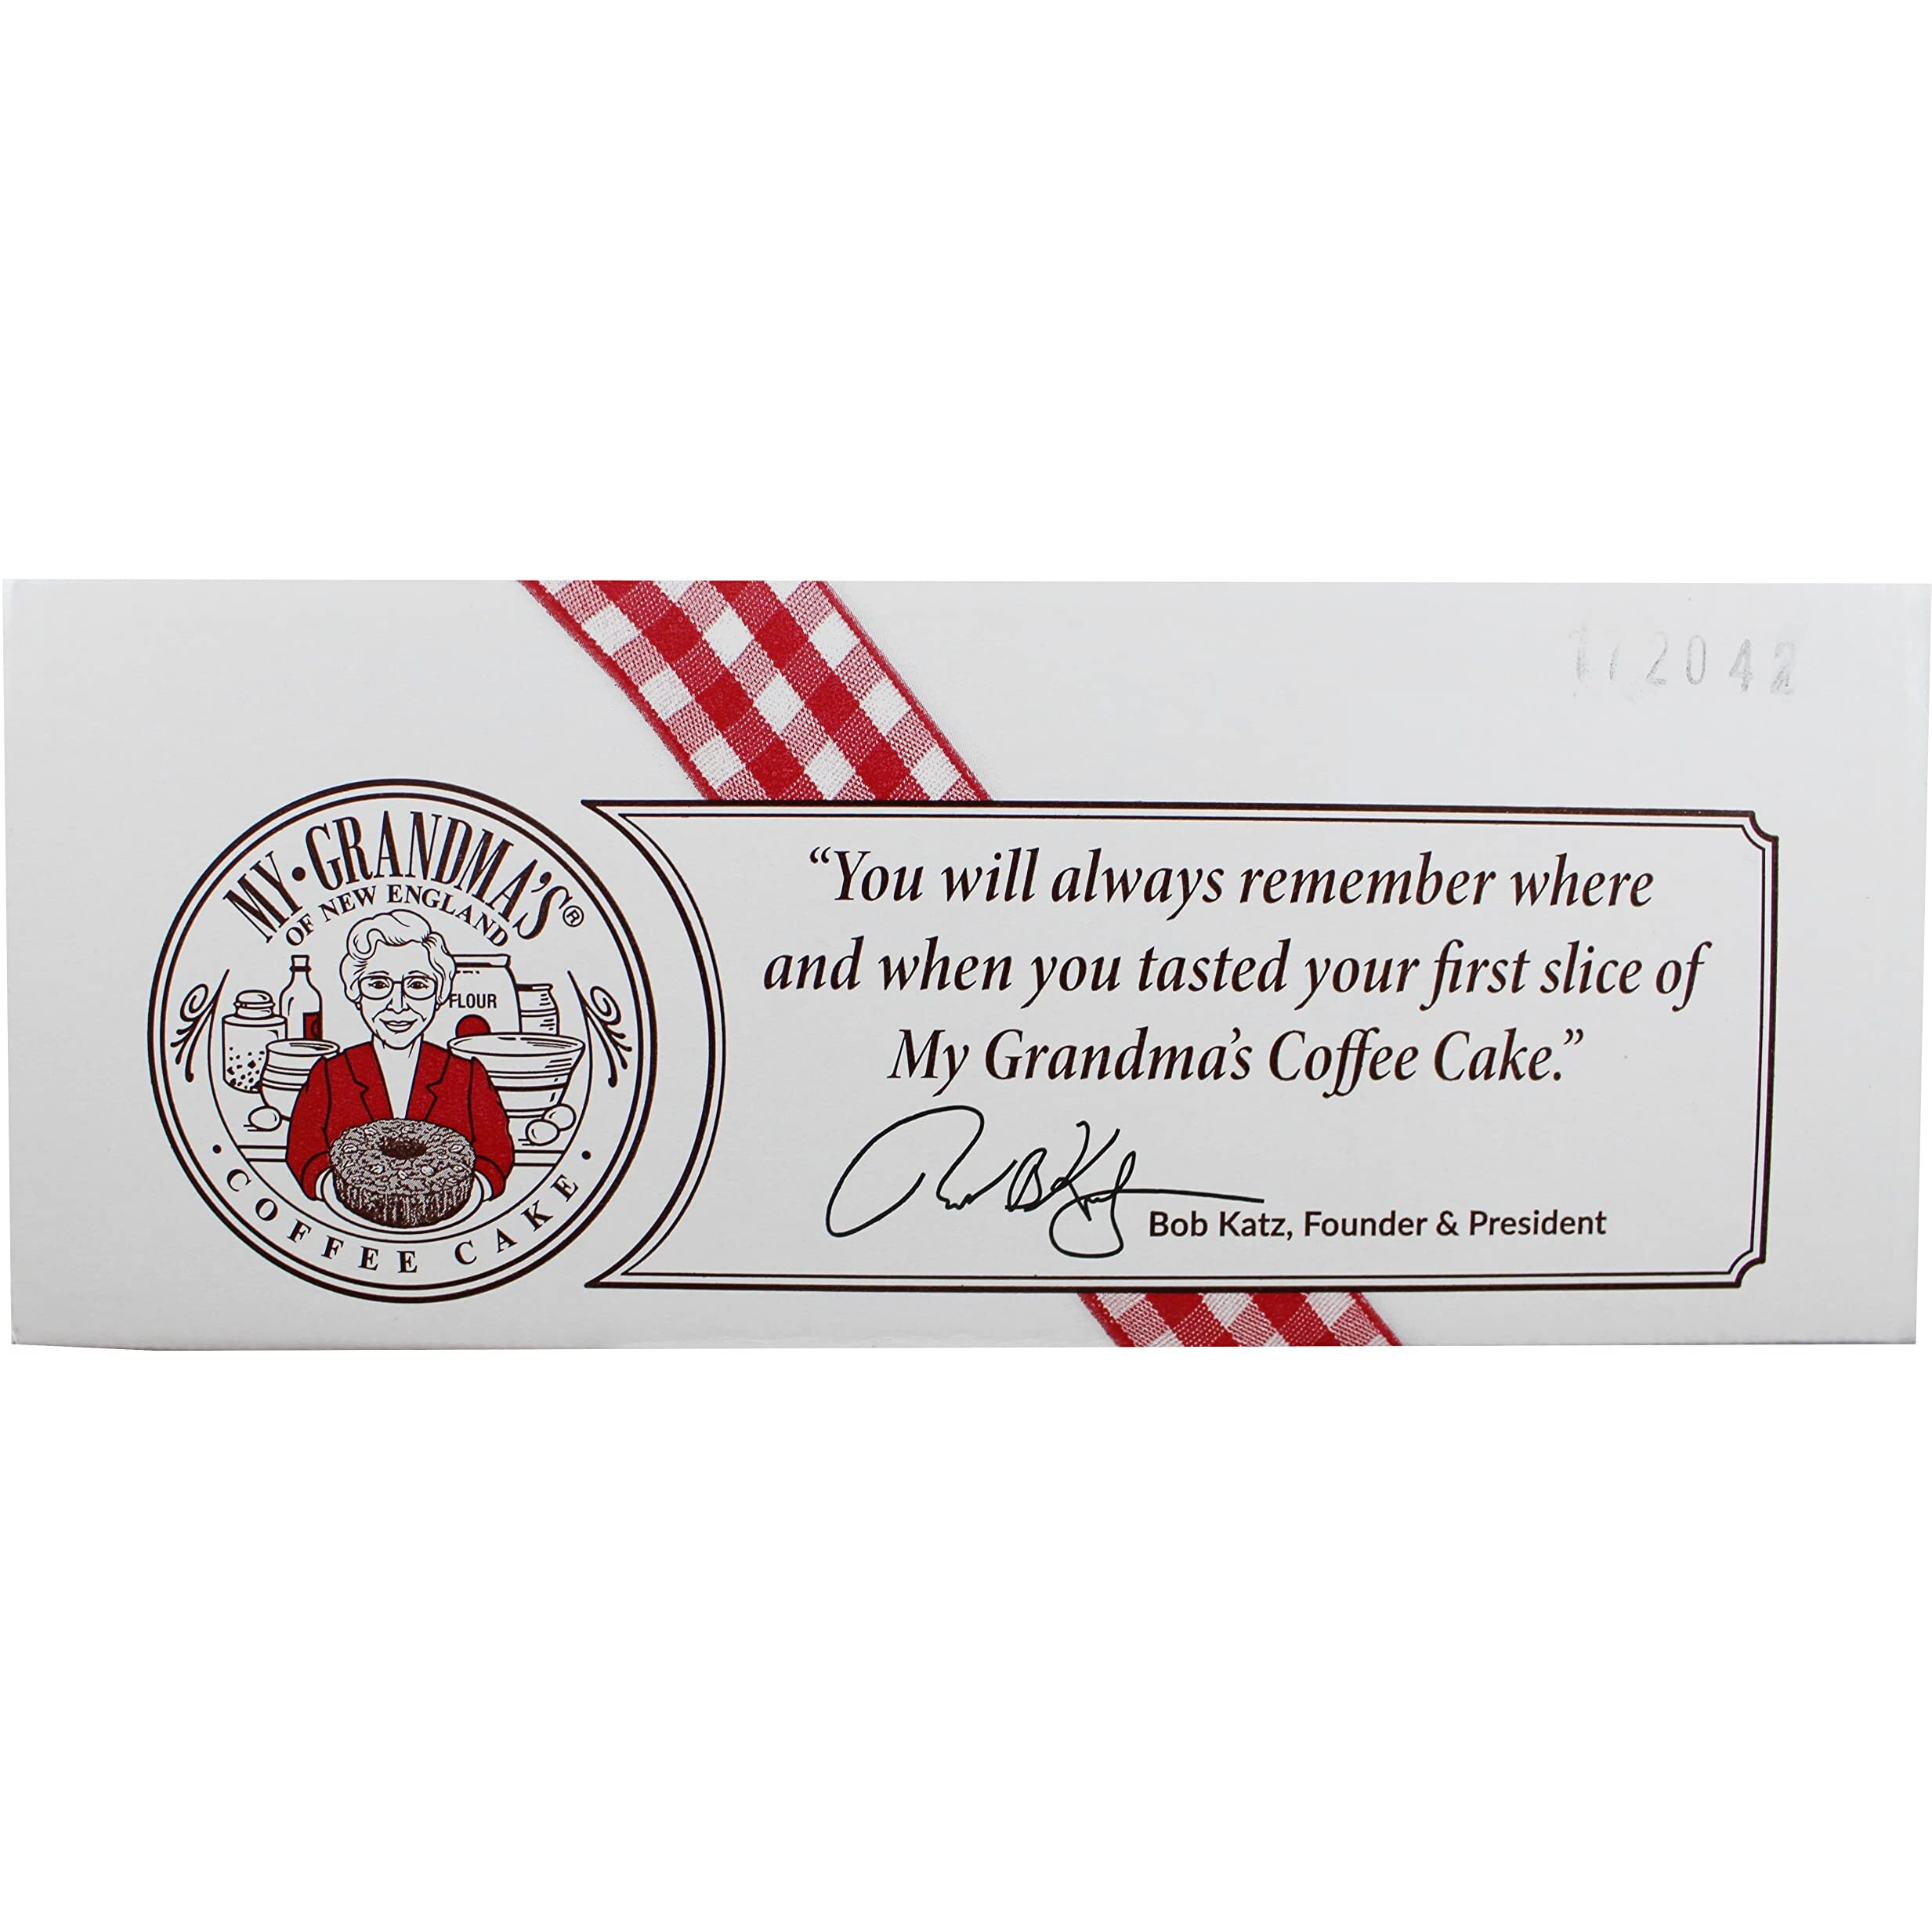 172042
MY·GRANDMA'S®
OF NEW ENGLAND
FLOUR
·COFFEE CAKE·
“You will always remember where
and when you tasted your first slice of
My Grandma's Coffee Cake.”
Bob Katz, Founder & President